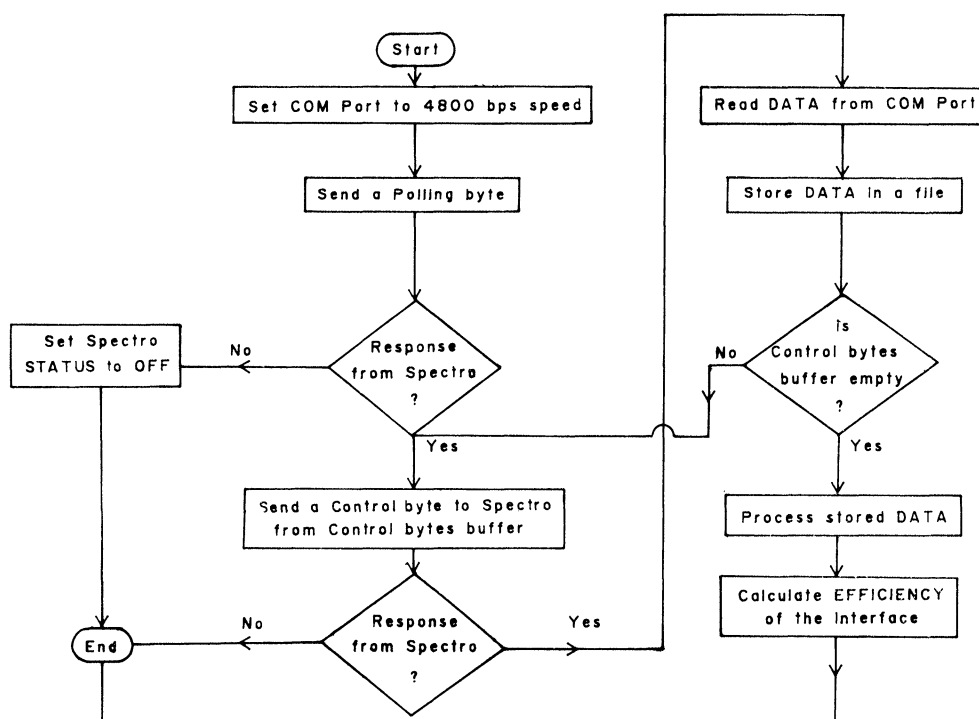 Start
Set COM Port to 4800 bps speed
Send a Polling byte
Response
from Spectro
?
No
Set Spectro
STATUS to OFF
Yes
Send a Control byte to Spectro
from Control bytes buffer
Response
from Spectro
?
No
End
Yes
Read DATA from COM Port
Store DATA in a file
Is
Control bytes
buffer empty
?
No
Yes
Process stored DATA
Calculate EFFICIENCY
of the Interface